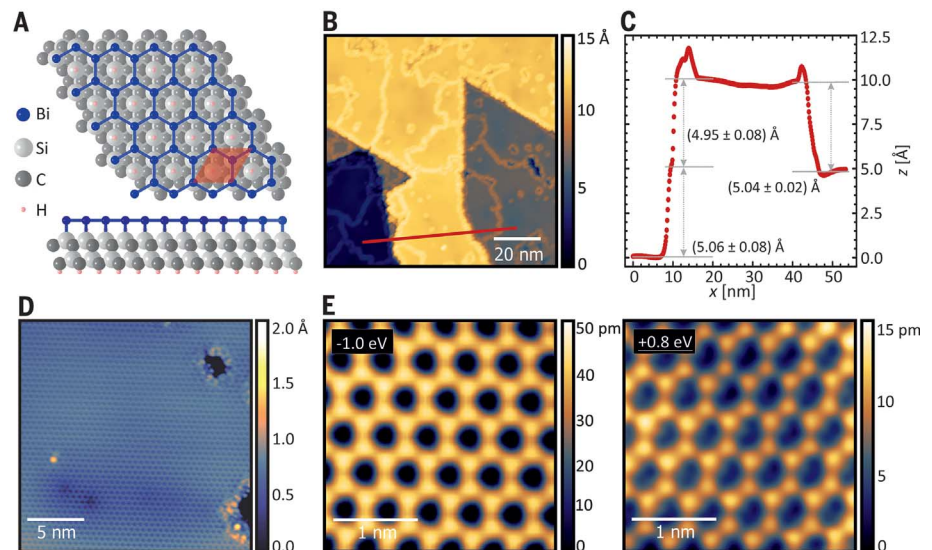 A
Bi
Si
C
H
B
20 nm
15 Å
10
5
0
C
12.5
10.0
7.5
5.0
2.5
0.0
z [Å]
(4.95 ± 0.08) Å
(5.04 ± 0.02) Å
(5.06 ± 0.08) Å
0 10 20 30 40 50
x [nm]
D
5 nm
2.0 Å
1.5
1.0
0.5
0.0
E
-1.0 eV
1 nm
50 pm
40
30
20
10
0
+0.8 eV
1 nm
15 pm
10
5
0